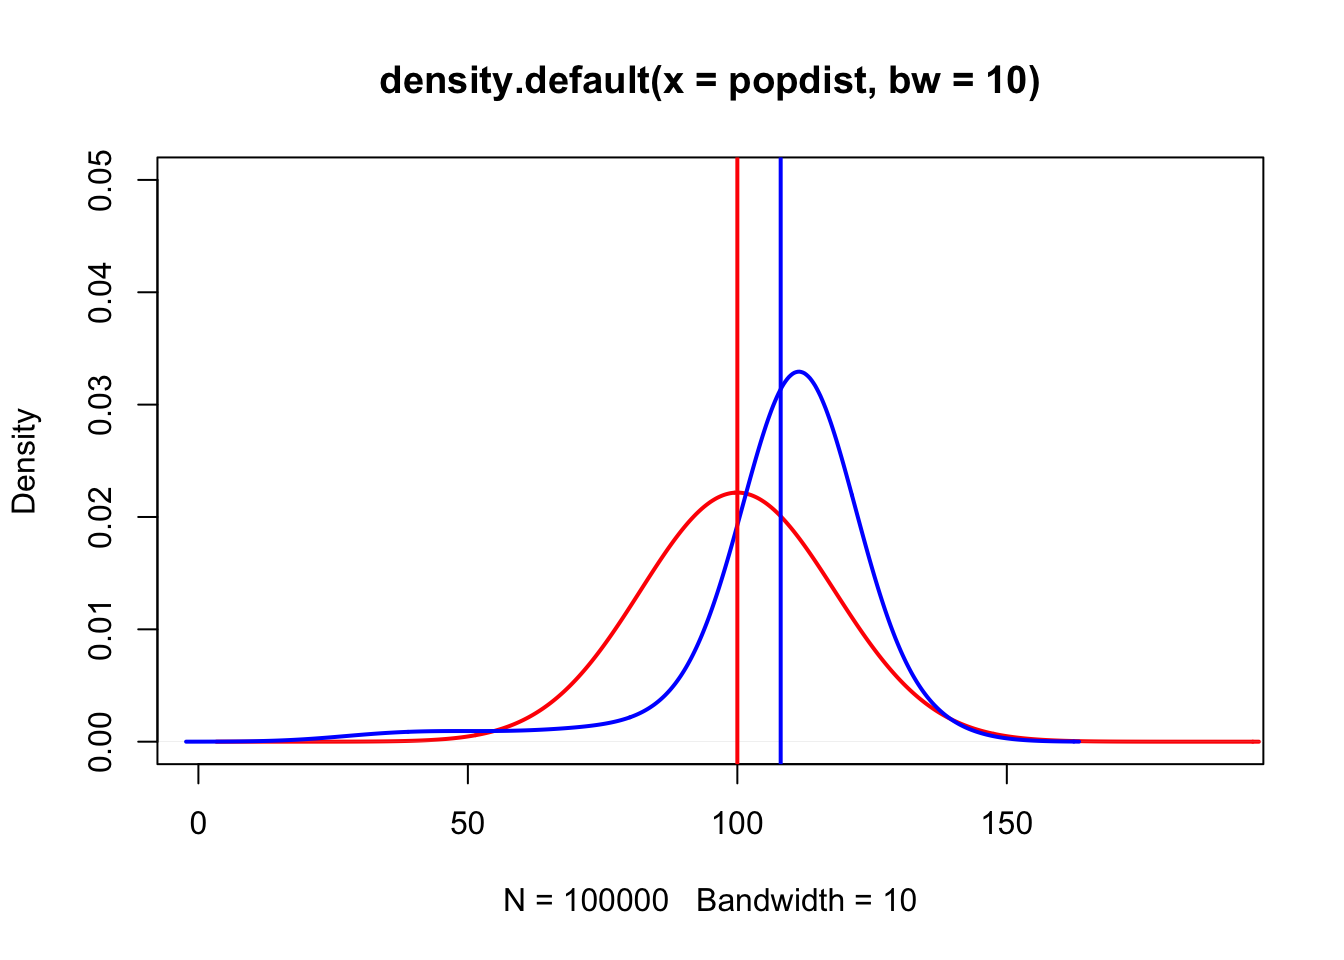 density.default(x = popdist, bw = 10)
0.05
0.04
0.03
0.02
0.01
0.00
Density
0 50 100 150
N = 100000 Bandwidth = 10